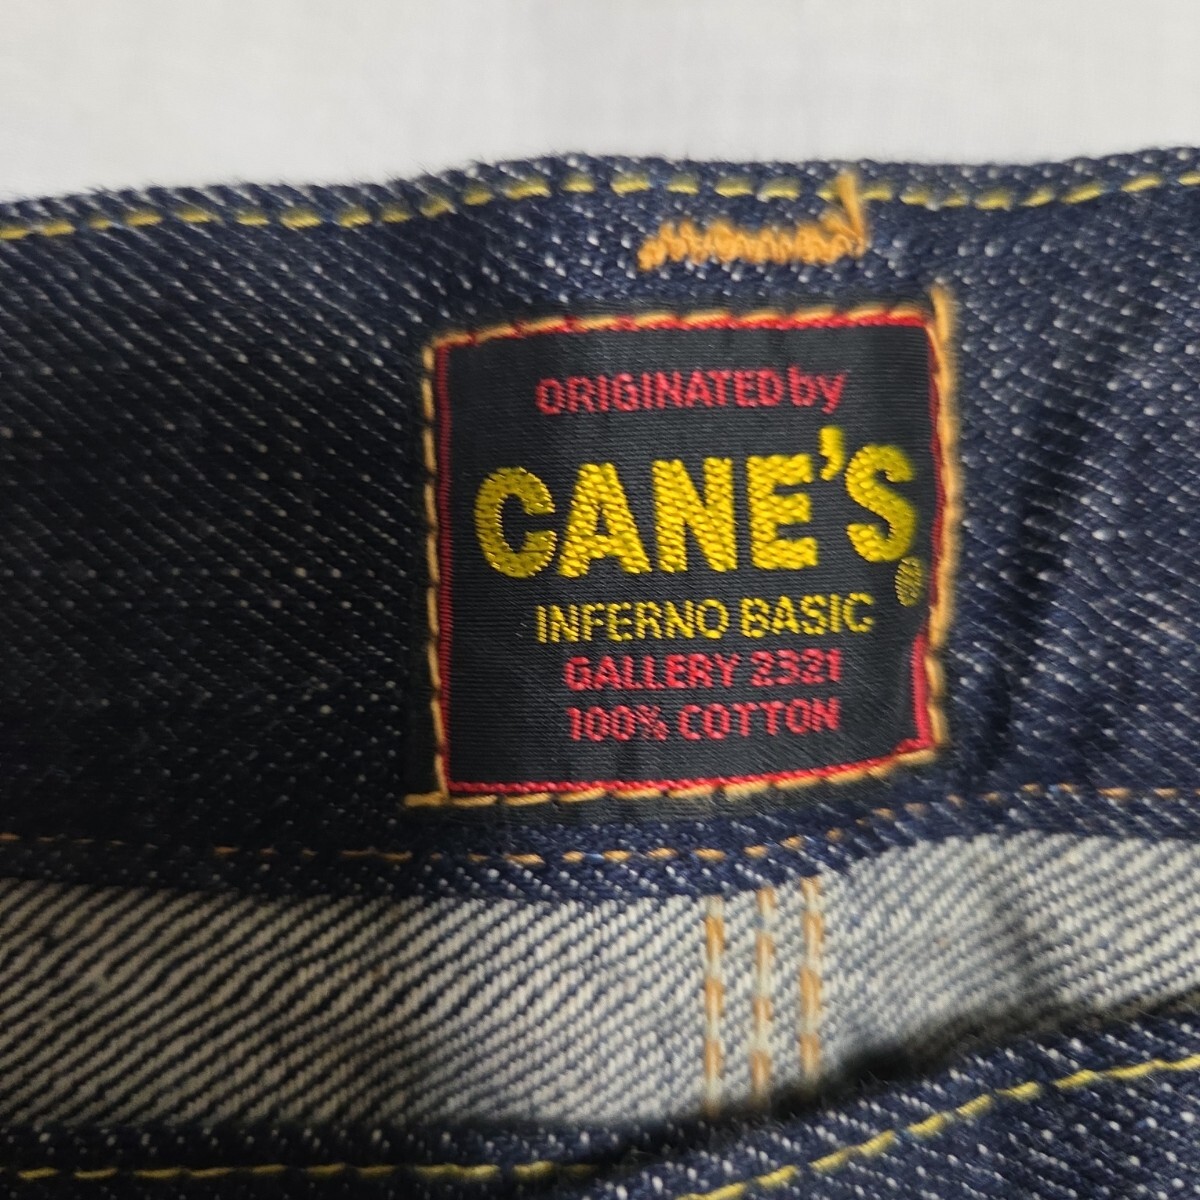 ORIGINATED by
CANE'S®
INFERNO BASIC
GALLERY 2321
100% COTTON